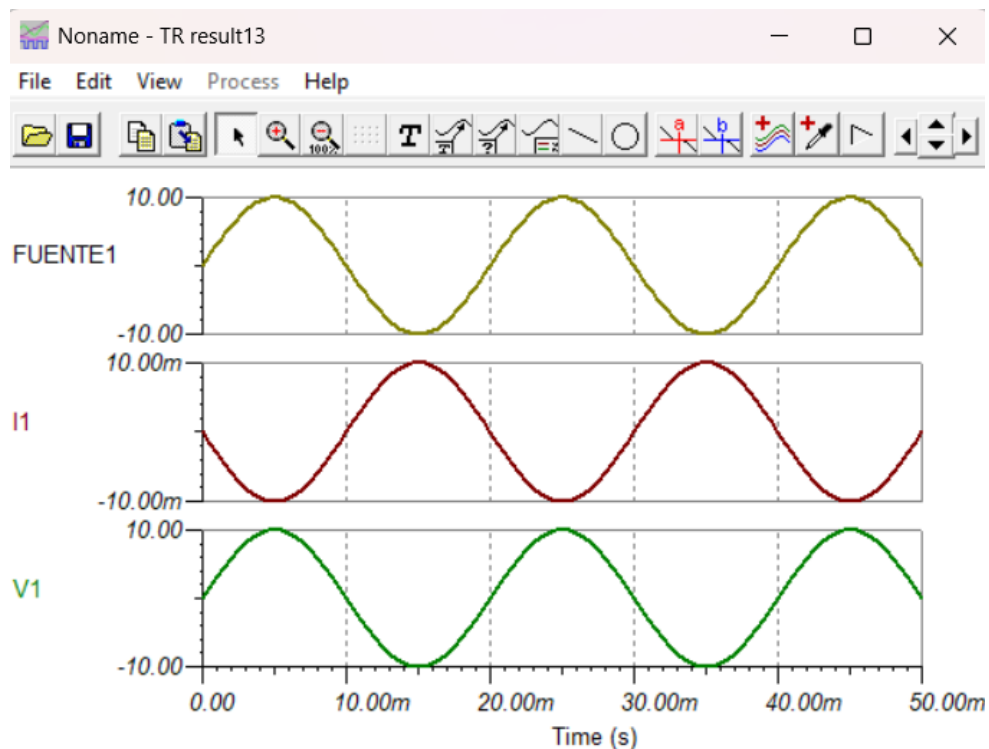 Noname - TR result13
File Edit View Process Help
100% T T ? = z a b
10.00
FUENTE1
-10.00
10.00m
I1
-10.00m
10.00
V1
-10.00
0.00 10.00m 20.00m 30.00m 40.00m 50.00m
Time (s)